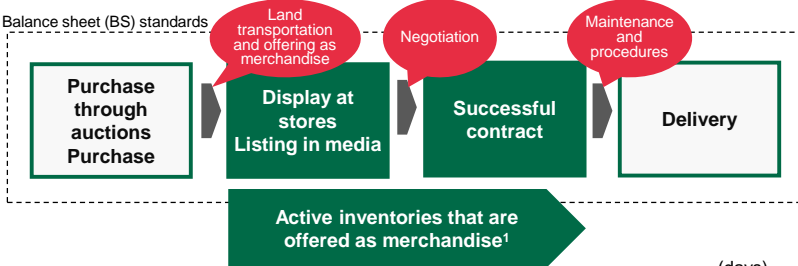 Balance sheet (BS) standards
Land
transportation
and offering as
merchandise
Negotiation
Maintenance
and
procedures
Purchase
through
auctions
Purchase
Display at
stores
Listing in media
Successful
contract
Delivery
Active inventories that are
offered as merchandise¹
(days)